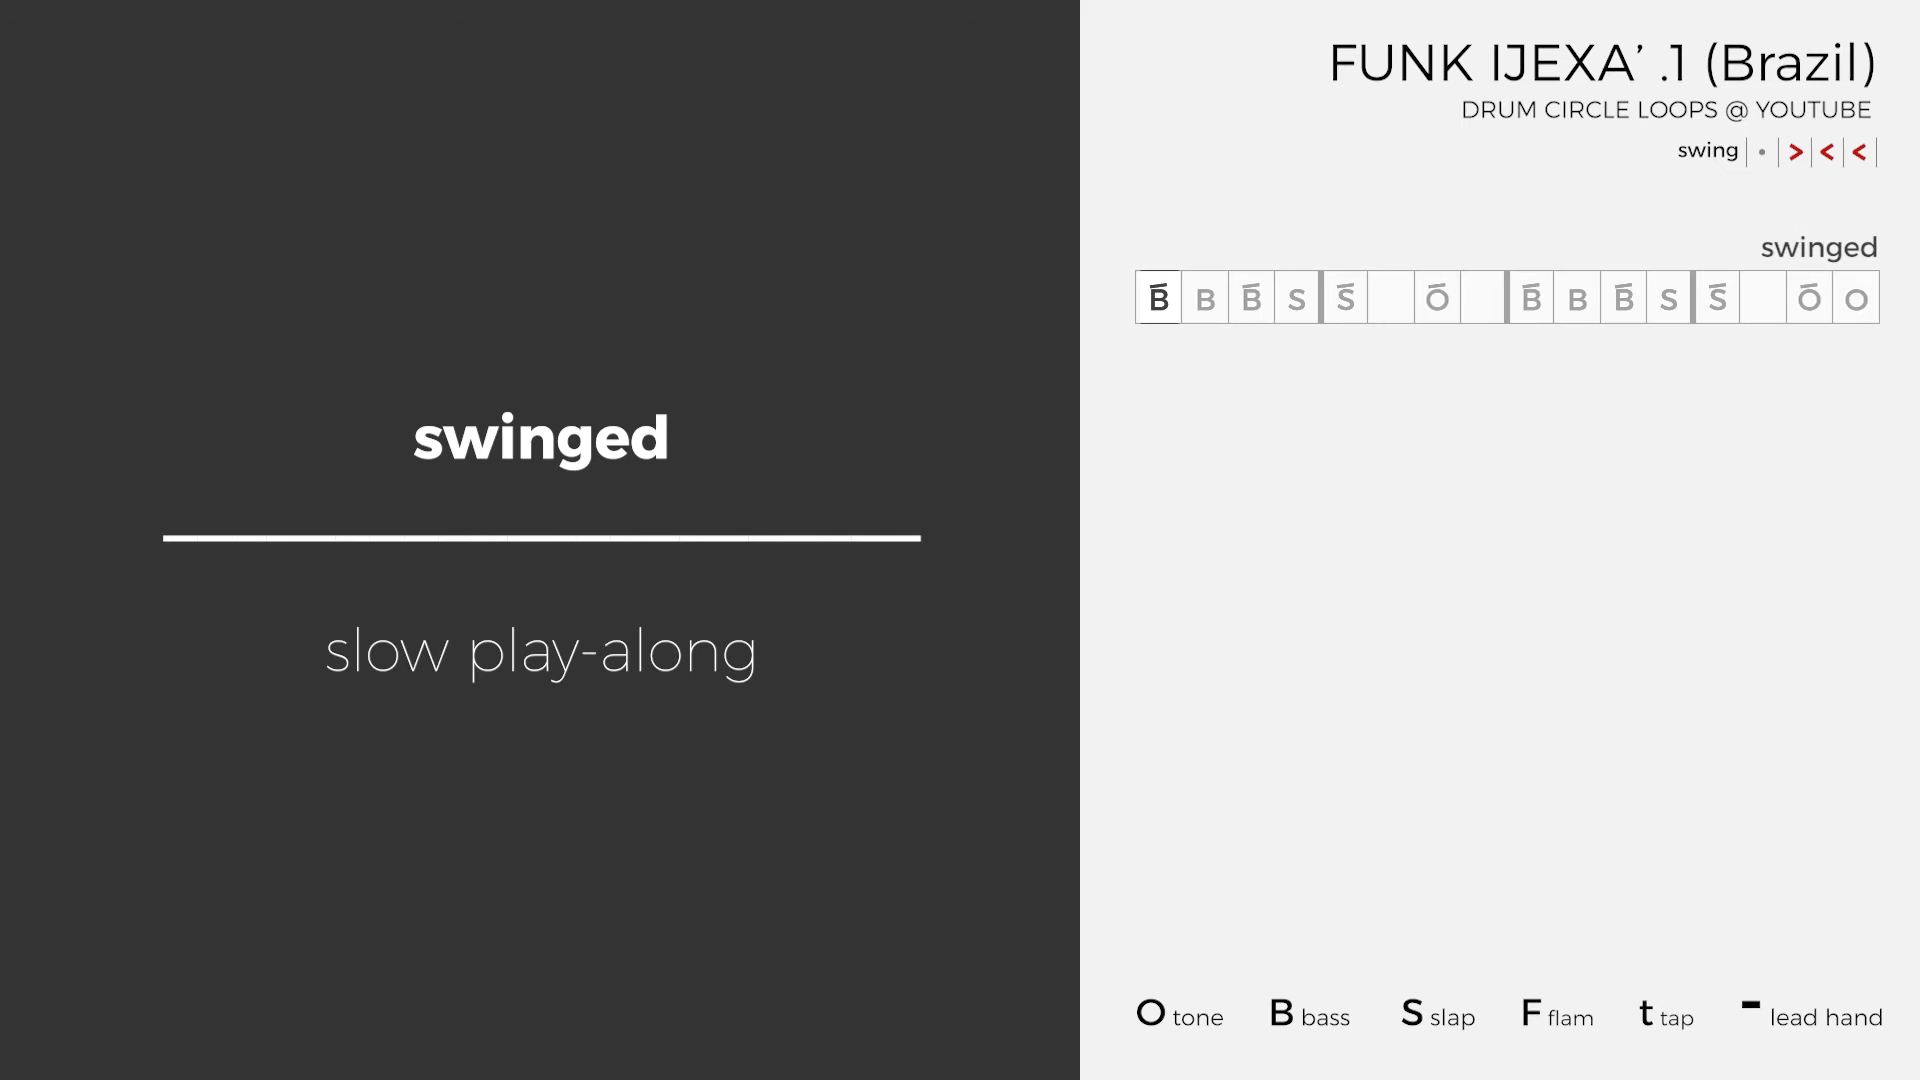 swinged
slow play-along
FUNK IJEXA’ .1 (Brazil)
DRUM CIRCLE LOOPS @ YOUTUBE
swing | • | > | < | < |
swinged
B̄ B B̄ S S̄ Ō B̄ B B̄ S S̄ Ō O
O tone B bass S slap F flam t tap - lead hand